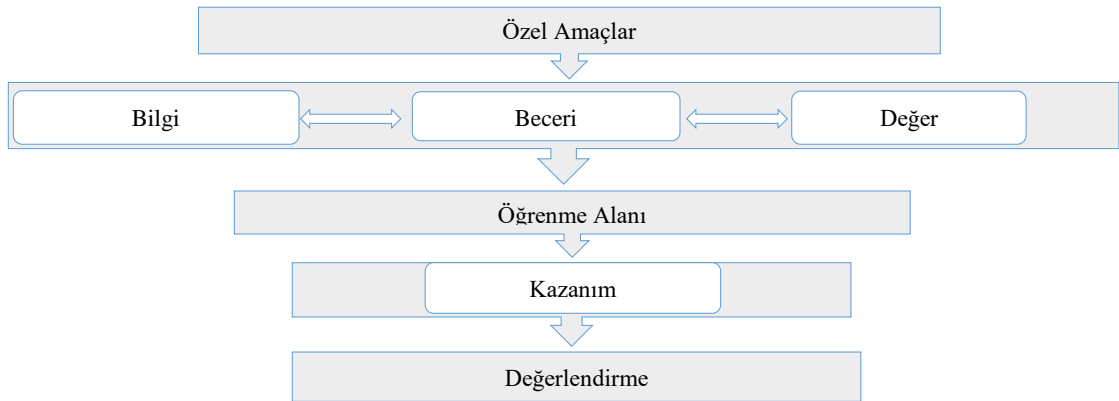 Özel Amaçlar
Bilgi
Beceri
Değer
Öğrenme Alanı
Kazanım
Değerlendirme